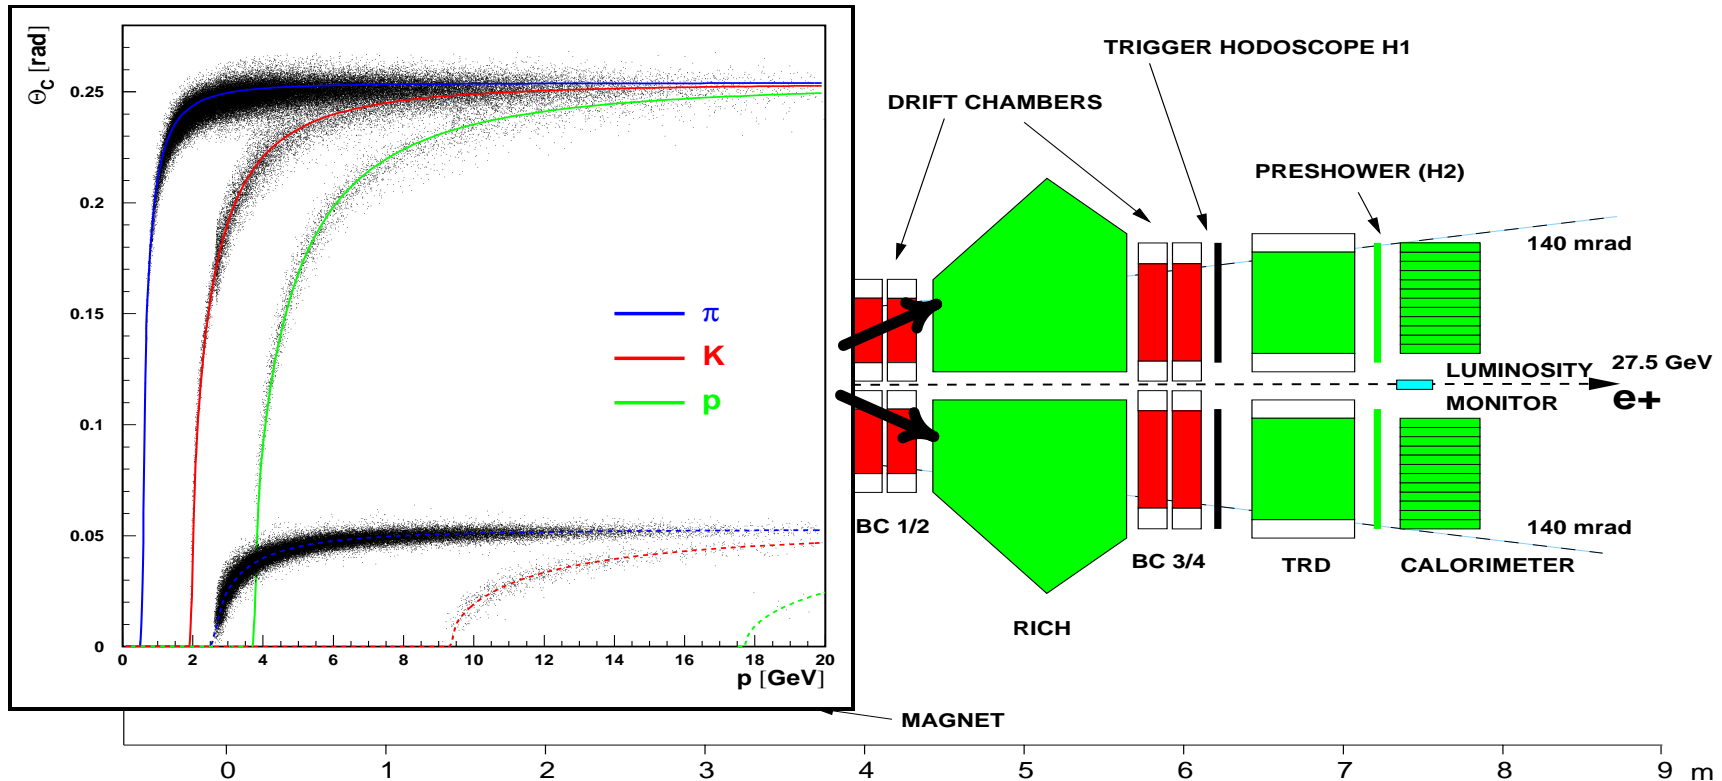 Θc [rad]
0.25
0.2
0.15
0.1
0.05
0
0 2 4 6 8 10 12 14 16 18 20
p [GeV]
π
K
p
TRIGGER HODOSCOPE H1
DRIFT CHAMBERS
PRESHOWER (H2)
140 mrad
27.5 GeV
LUMINOSITY
MONITOR
e+
140 mrad
BC 1/2
BC 3/4
TRD
CALORIMETER
RICH
MAGNET
0 1 2 3 4 5 6 7 8 9 m